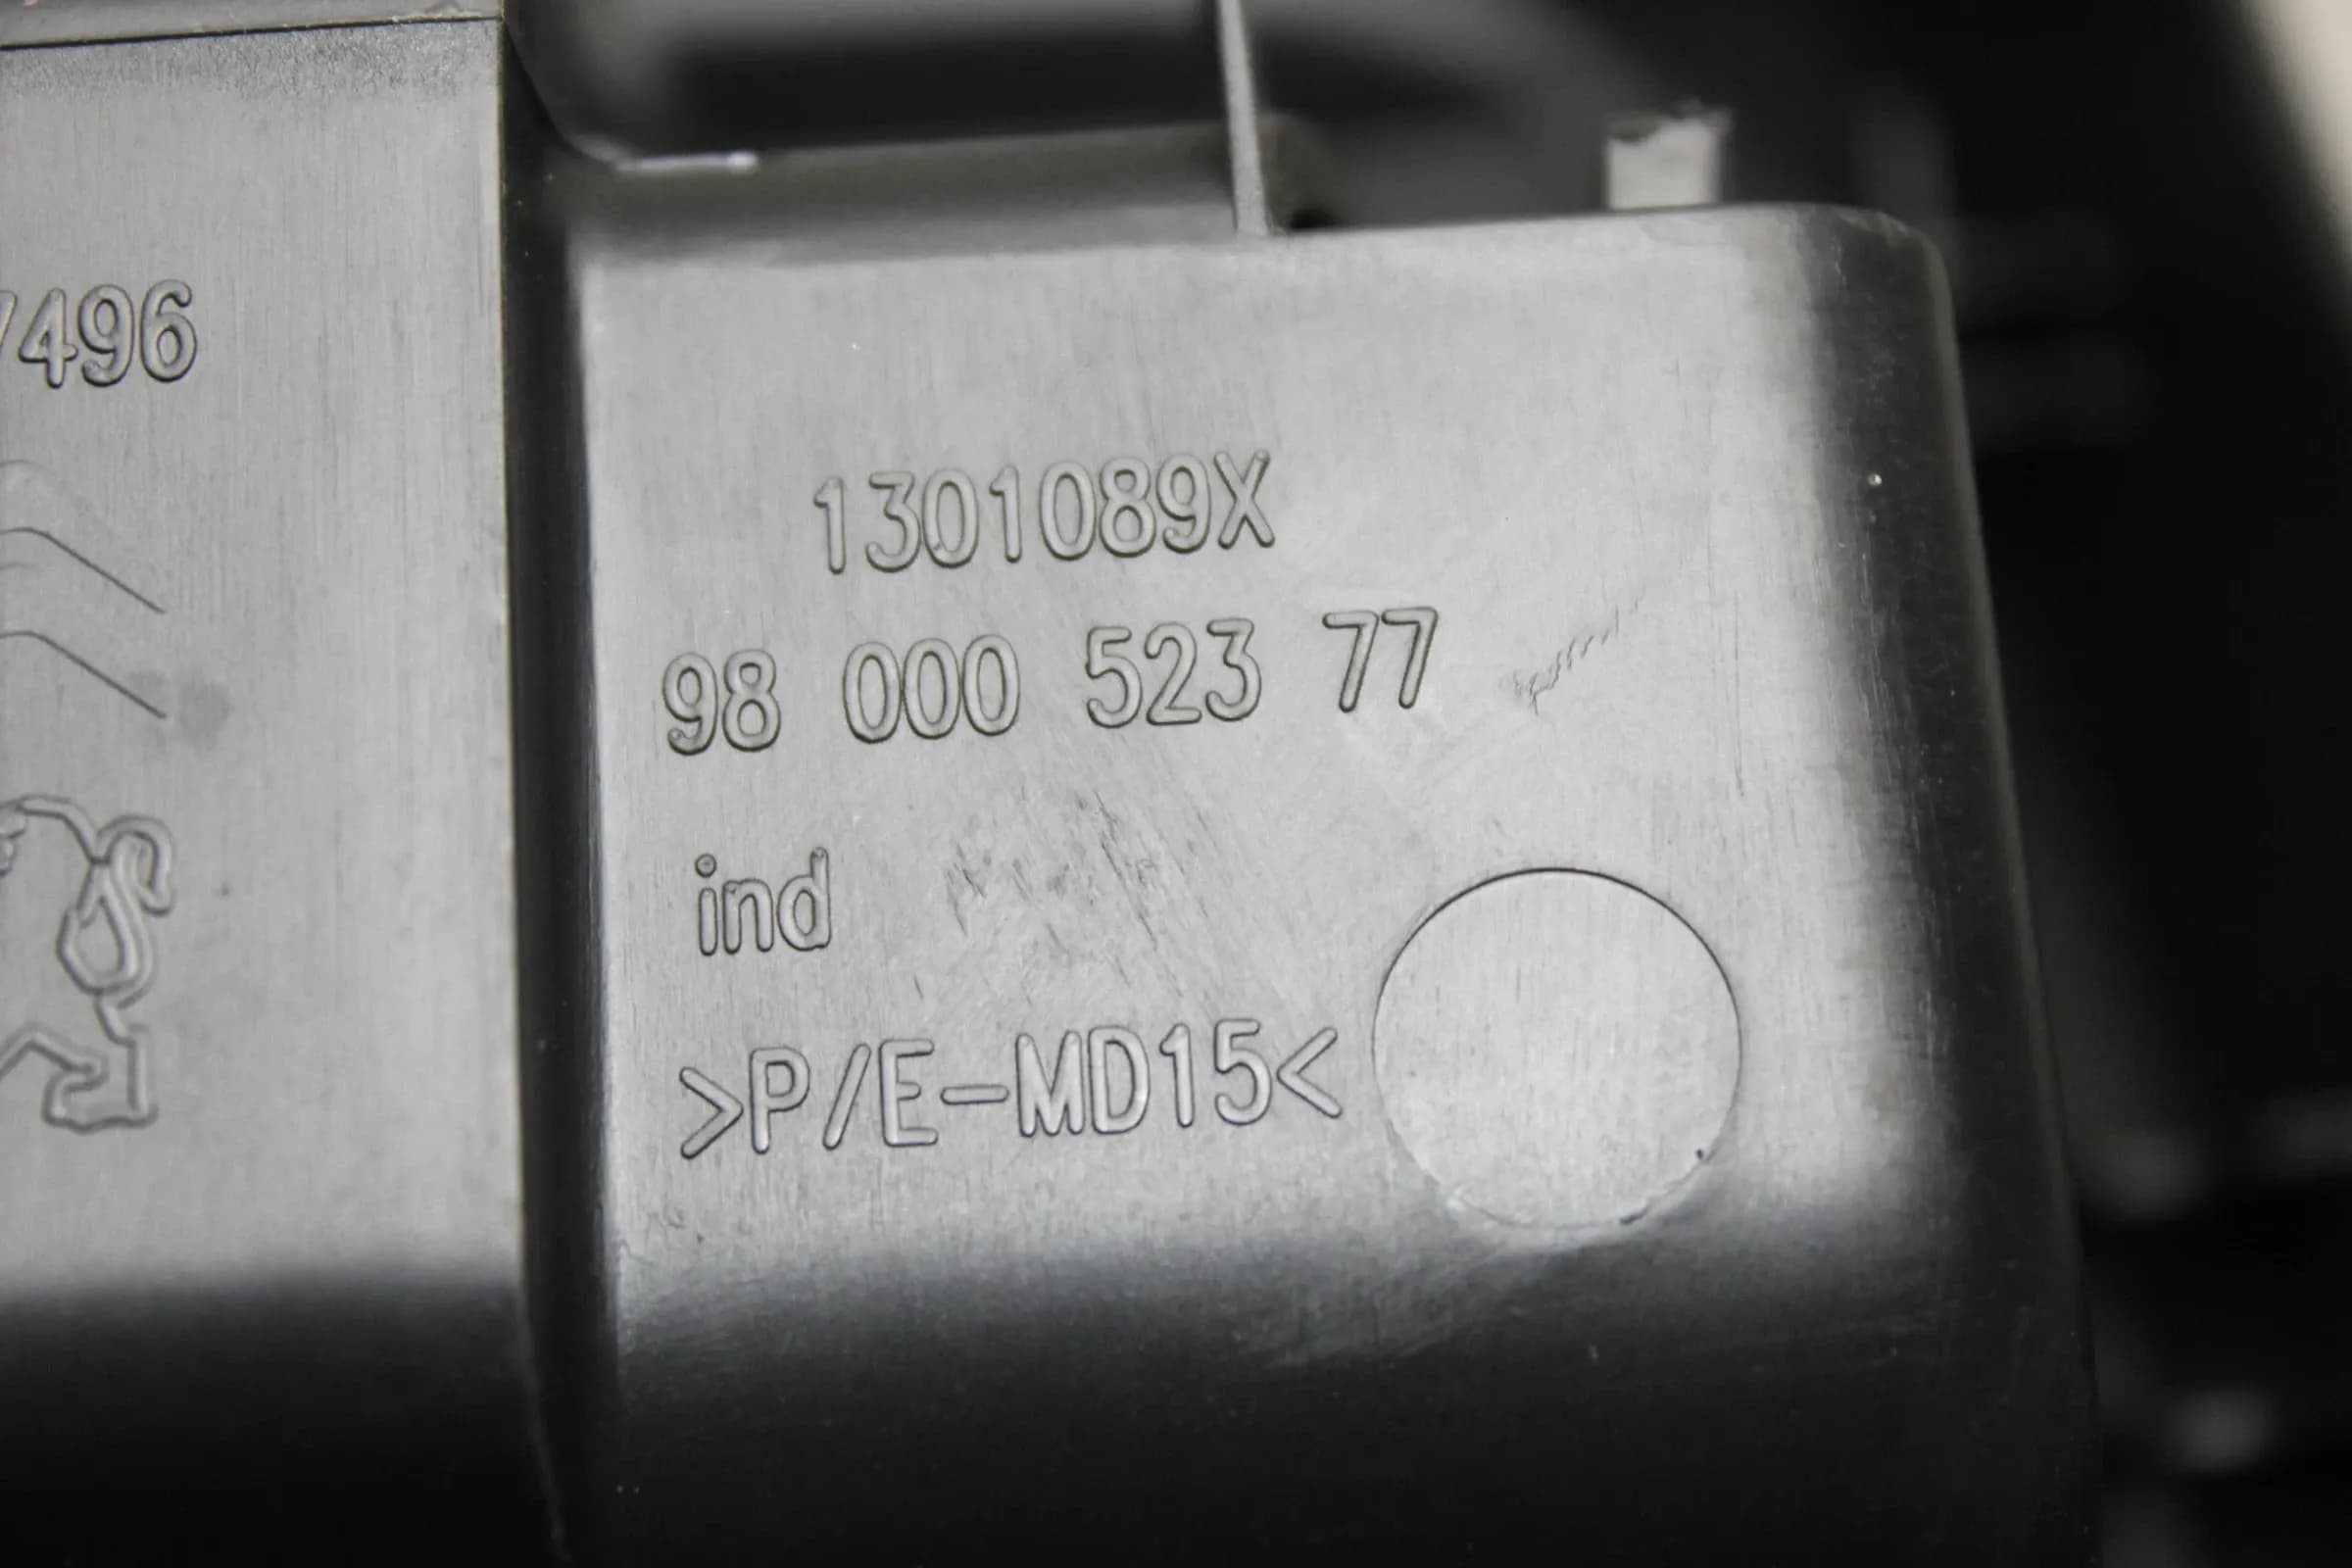 7496
1301089X
98 000 523 77
ind
>P/E-MD15<